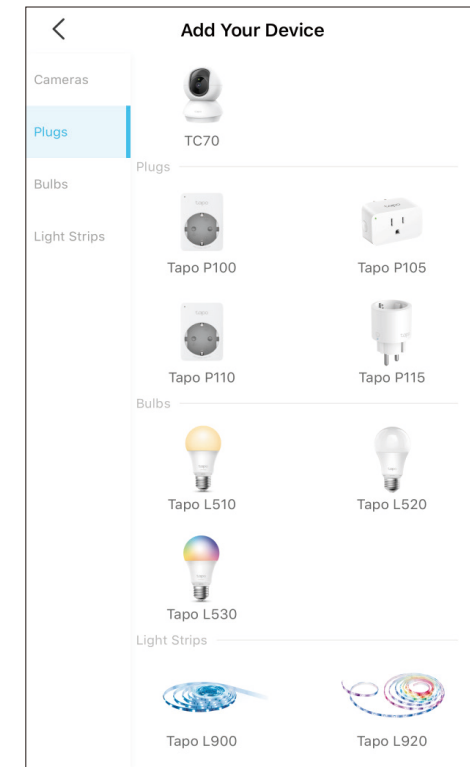 Add Your Device
Cameras
Plugs
Bulbs
Light Strips
TC70
Plugs
Tapo P100
Tapo P105
Tapo P110
Tapo P115
Bulbs
Tapo L510
Tapo L520
Tapo L530
Light Strips
Tapo L900
Tapo L920